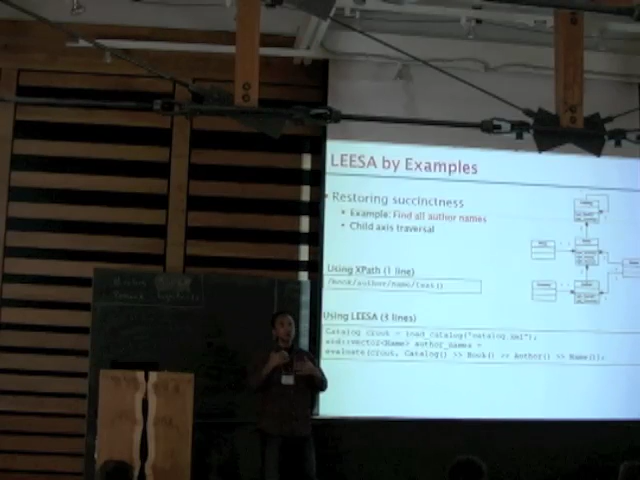 LEESA by Examples
Restoring succinctness
Example: Find all author names
Child axis traversal
Using XPath (1 line)
/book/author/name/text()
Using LEESA (3 lines)
Catalog croot = load_catalog("catalog.xml");
std::vector<Name> author_names =
evaluate(croot, Catalog() >> Book() >> Author() >> Name());